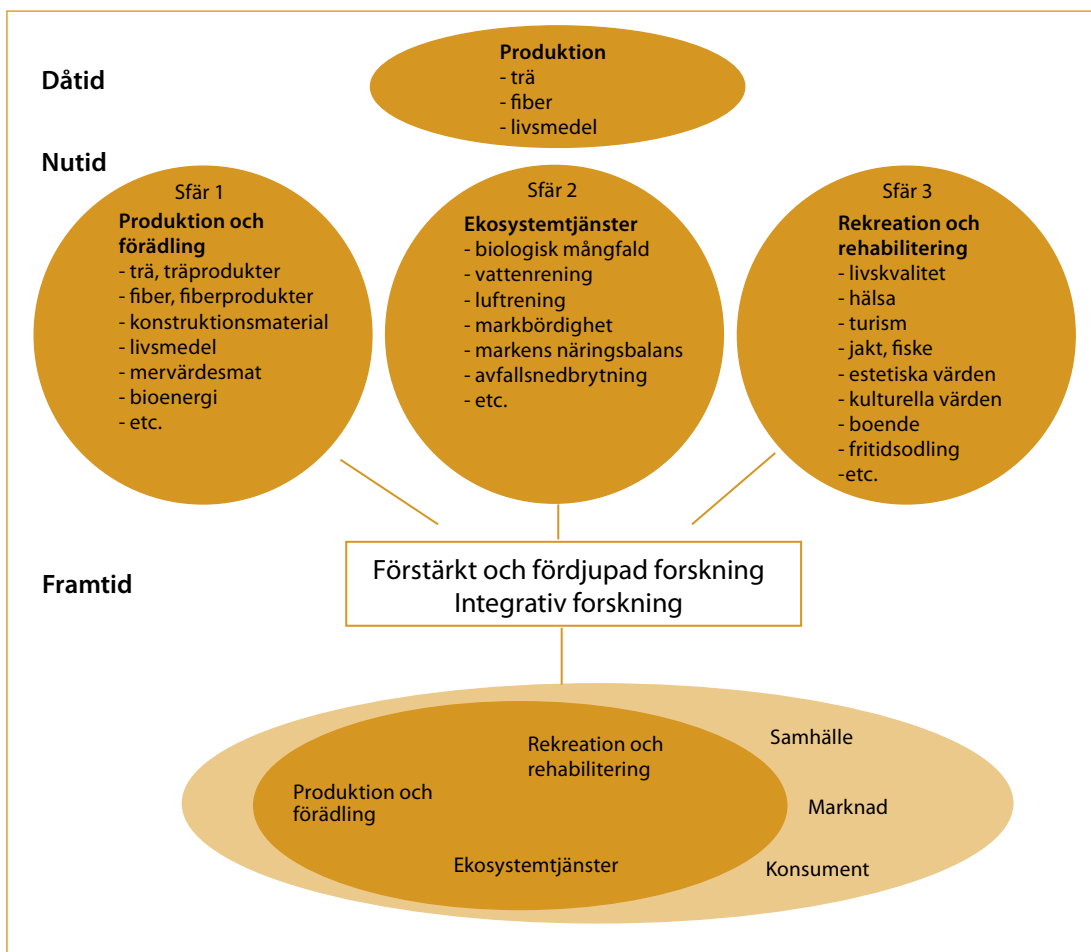 Dåtid
Produktion
- trä
- fiber
- livsmedel
Nutid
Sfär 1
Produktion och
förädling
- trä, träprodukter
- fiber, fiberprodukter
- konstruktionsmaterial
- livsmedel
- mervärdesmat
- bioenergi
- etc.
Sfär 2
Ekosystemtjänster
- biologisk mångfald
- vattenrening
- luftrening
- markbördighet
- markens näringsbalans
- avfallsnedbrytning
- etc.
Sfär 3
Rekreation och
rehabilitering
- livskvalitet
- hälsa
- turism
- jakt, fiske
- estetiska värden
- kulturella värden
- boende
- fritidsodling
-etc.
Framtid
Förstärkt och fördjupad forskning
Integrativ forskning
Rekreation och
rehabilitering
Produktion och
förädling
Ekosystemtjänster
Samhälle
Marknad
Konsument